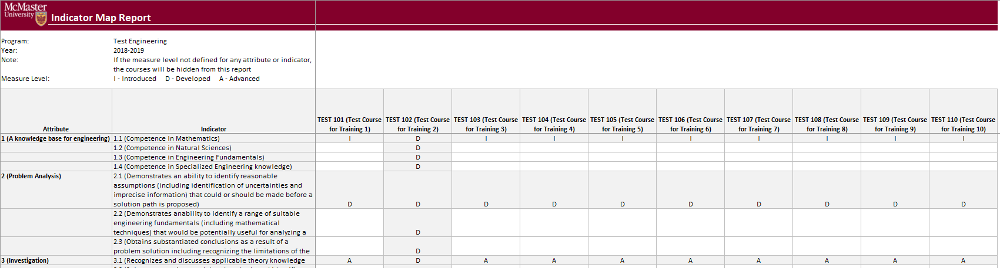 McMaster
University
Indicator Map Report
Program: Test Engineering
Year: 2018-2019
Note: If the measure level not defined for any attribute or indicator,
the courses will be hidden from this report
Measure Level: I - Introduced D - Developed A - Advanced
TEST 101 (Test Course TEST 102 (Test Course TEST 103 (Test Course TEST 104 (Test Course TEST 105 (Test Course TEST 106 (Test Course TEST 107 (Test Course TEST 108 (Test Course TEST 109 (Test Course TEST 110 (Test Course
Attribute Indicator for Training 1) for Training 2) for Training 3) for Training 4) for Training 5) for Training 6) for Training 7) for Training 8) for Training 9) for Training 10)
1 (A knowledge base for engineering) 1.1 (Competence in Mathematics) I D I I I I I I I I
1.2 (Competence in Natural Sciences) D
1.3 (Competence in Engineering Fundamentals) D
1.4 (Competence in Specialized Engineering knowledge) D
2 (Problem Analysis) 2.1 (Demonstrates an ability to identify reasonable
assumptions (including identification of uncertainties and
imprecise information) that could or should be made before a
solution path is proposed) D D D D D D D D D D
2.2 (Demonstrates anability to identify a range of suitable
engineering fundamentals (including mathematical
techniques) that would be potentially useful for analyzing a D
2.3 (Obtains substantiated conclusions as a result of a
problem solution including recognizing the limitations of the D
3 (Investigation) 3.1 (Recognizes and discusses applicable theory knowledge A D A A A A A A A A